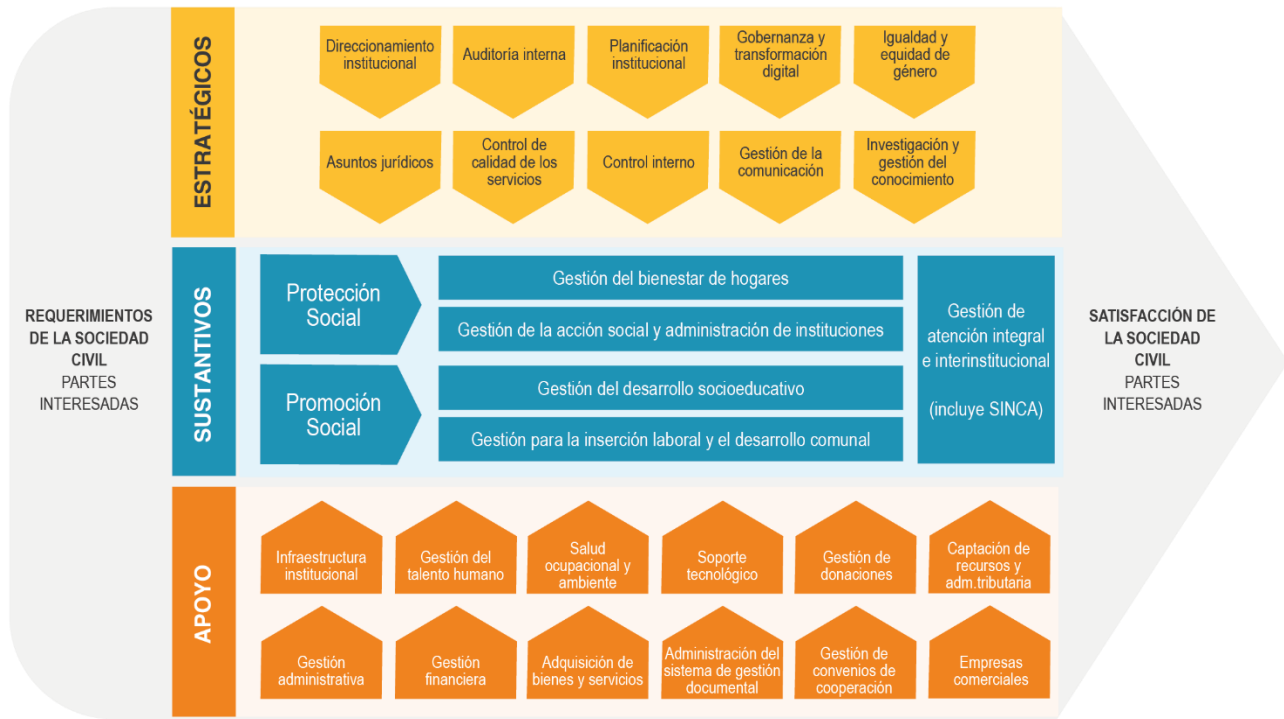 ESTRATÉGICOS
Direccionamiento
institucional
Auditoría interna
Planificación
institucional
Gobernanza y
transformación
digital
Igualdad y
equidad de
género
Asuntos jurídicos
Control de
calidad de los
servicios
Control interno
Gestión de la
comunicación
Investigación y
gestión del
conocimiento
REQUERIMIENTOS
DE LA SOCIEDAD
CIVIL
PARTES
INTERESADAS
SUSTANTIVOS
Protección
Social
Gestión del bienestar de hogares
Gestión de la acción social y administración de instituciones
Promoción
Social
Gestión del desarrollo socioeducativo
Gestión para la inserción laboral y el desarrollo comunal
Gestión de
atención integral
e interinstitucional
(incluye SINCA)
SATISFACCIÓN DE
LA SOCIEDAD
CIVIL
PARTES
INTERESADAS
APOYO
Infraestructura
institucional
Gestión del
talento humano
Salud
ocupacional y
ambiente
Soporte
tecnológico
Gestión de
donaciones
Captación de
recursos y
adm.tributaria
Gestión
administrativa
Gestión
financiera
Adquisición de
bienes y servicios
Administración del
sistema de gestión
documental
Gestión de
convenios de
cooperación
Empresas
comerciales